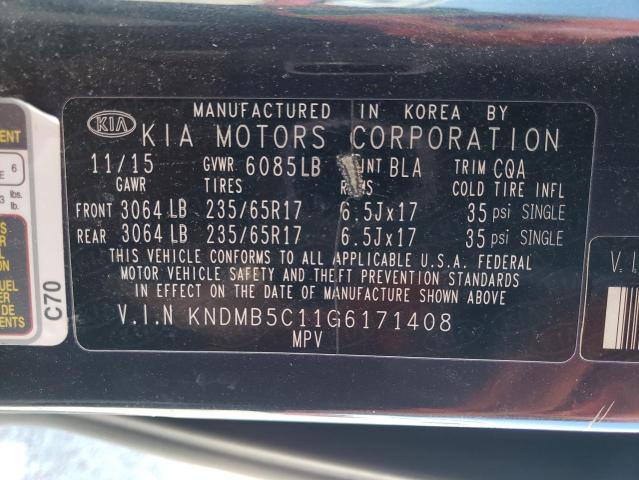 MANUFACTURED IN KOREA BY
KIA KIA MOTORS CORPORATION
11/15 GVWR 6085LB BLA TRIM CQA
GAWR TIRES COLD TIRE INFL
FRONT 3064 LB 235/65R17 6.5Jx17 35 psi SINGLE
REAR 3064 LB 235/65R17 6.5Jx17 35 psi SINGLE
THIS VEHICLE CONFORMS TO ALL APPLICABLE U.S.A. FEDERAL
MOTOR VEHICLE SAFETY AND THEFT PREVENTION STANDARDS
IN EFFECT ON THE DATE OF MANUFACTURE SHOWN ABOVE.
V.I.N KNDMB5C11G6171408
MPV
C70
6
lbs.
lb.
V.I